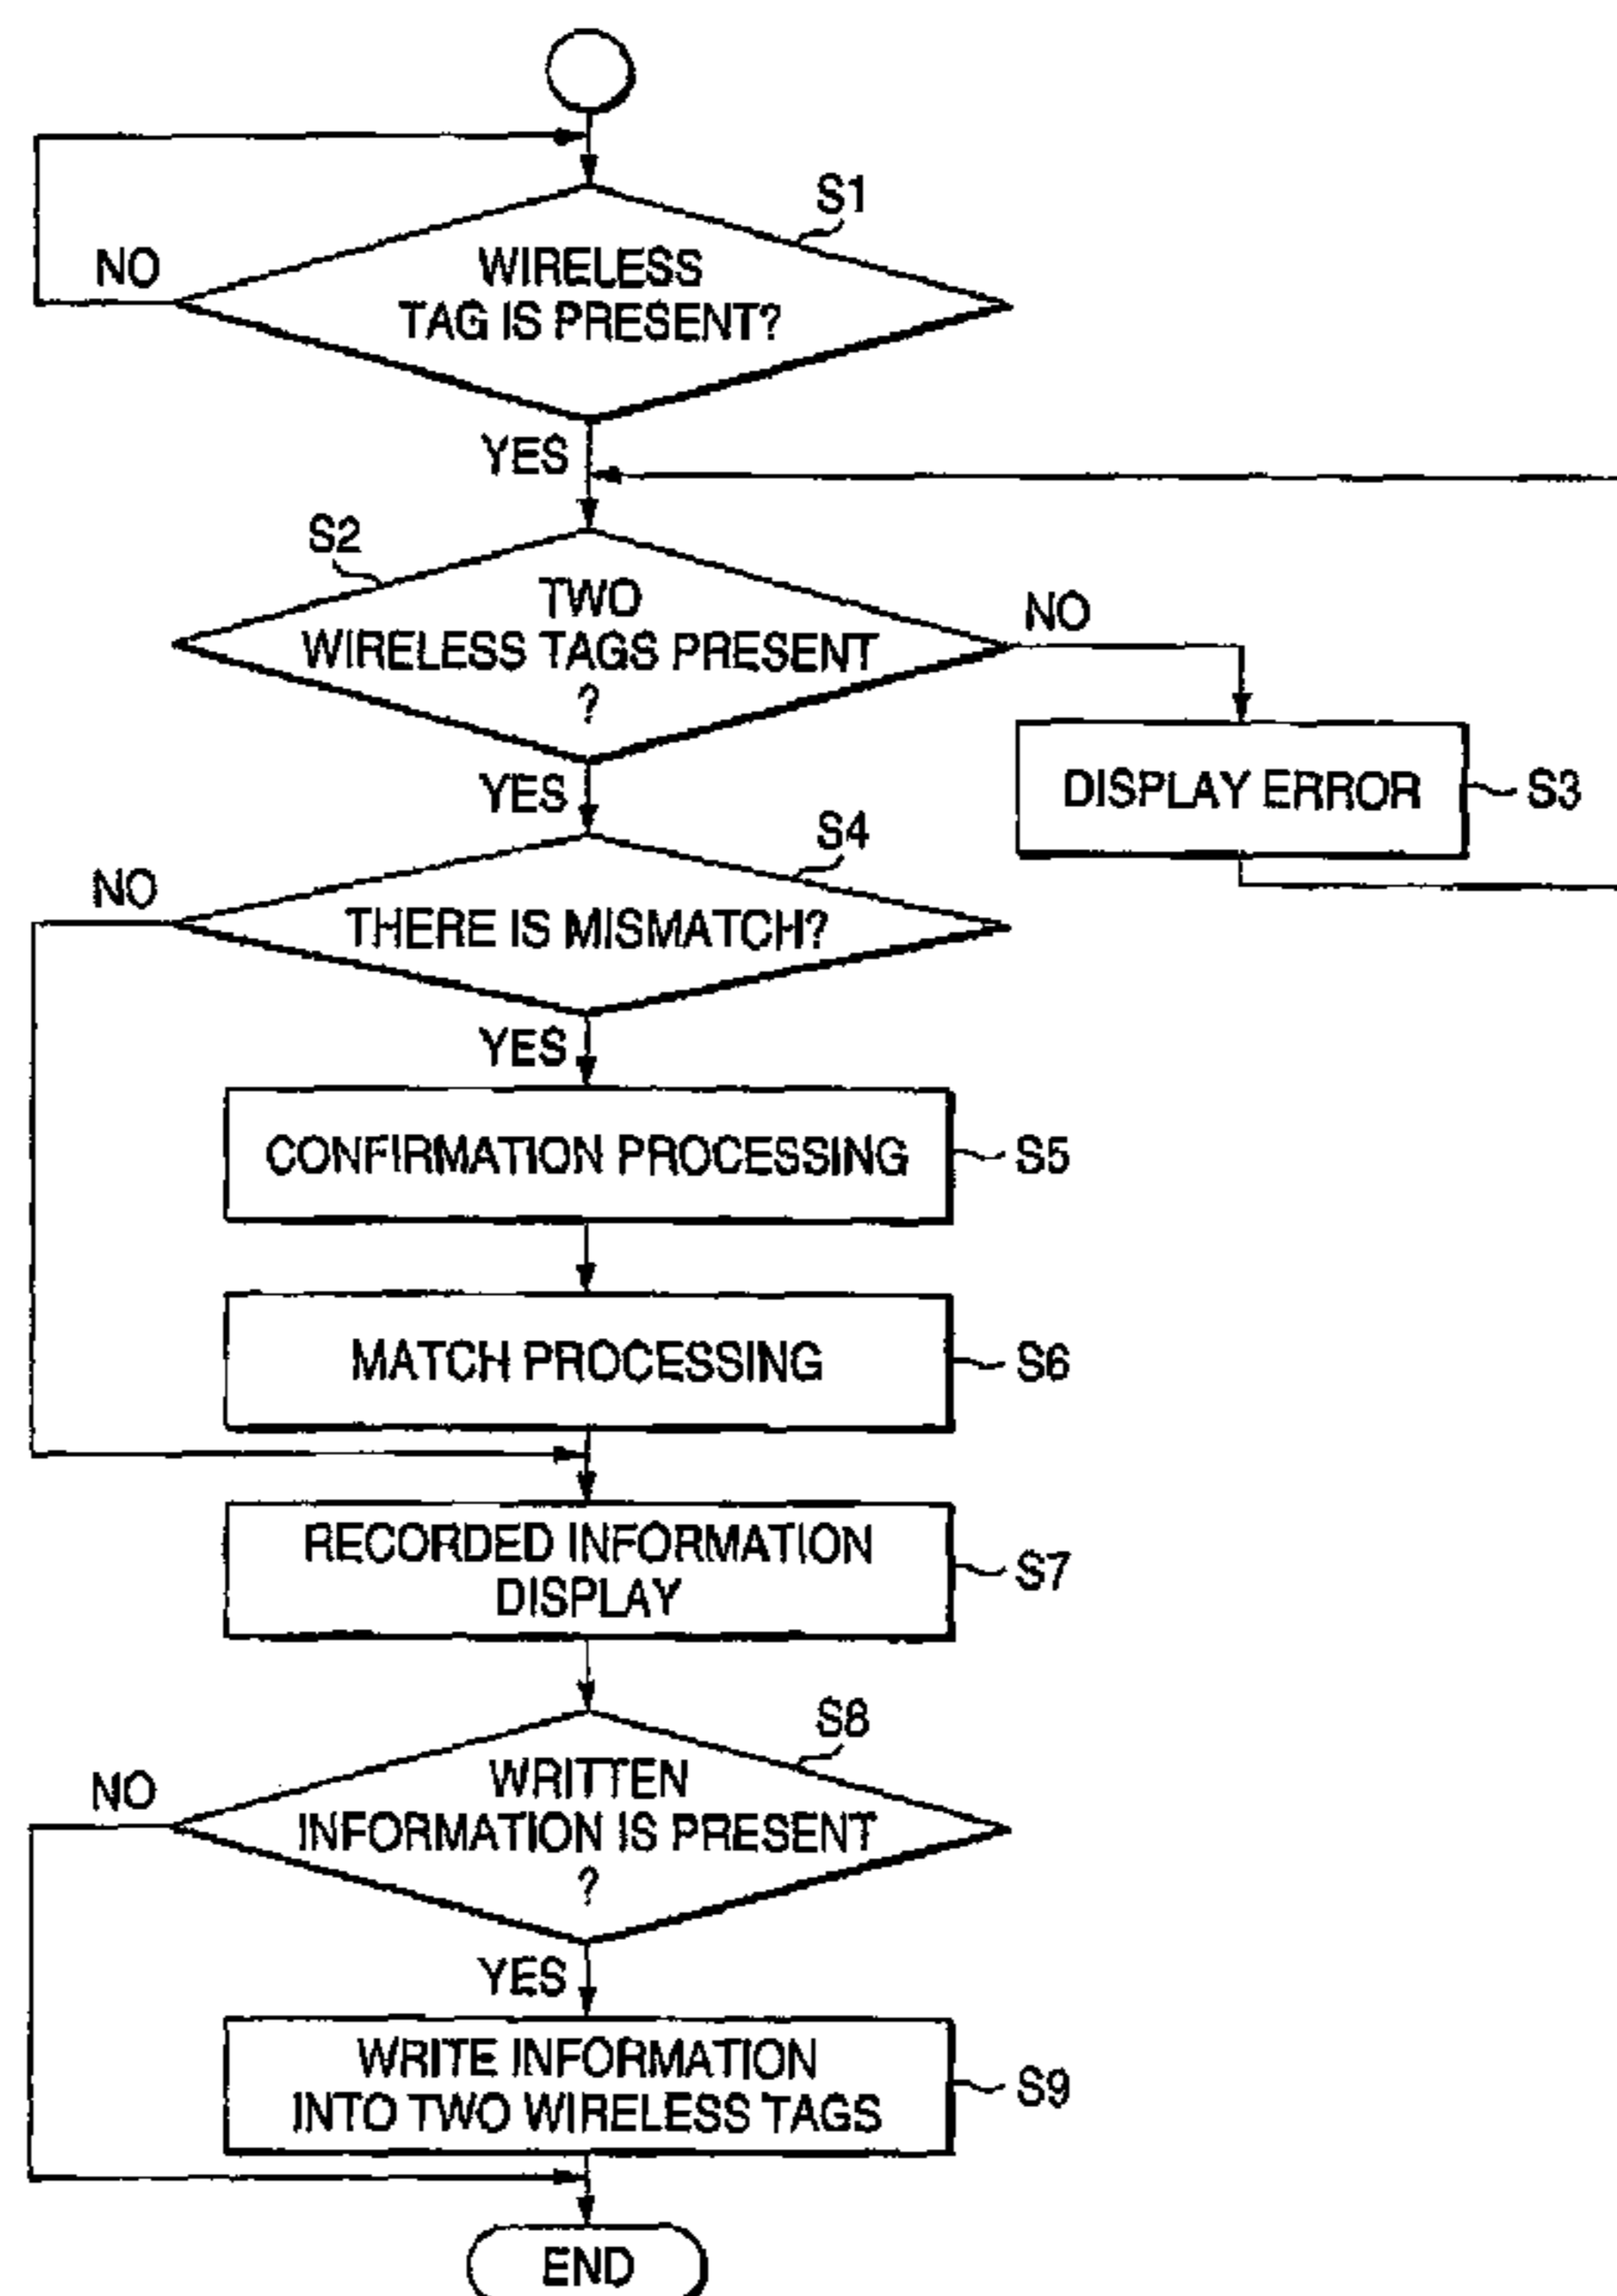 S1
NO
WIRELESS
TAG IS PRESENT?
YES
S2
TWO
WIRELESS TAGS PRESENT
?
NO
DISPLAY ERROR
S3
YES
S4
NO
THERE IS MISMATCH?
YES
CONFIRMATION PROCESSING
S5
MATCH PROCESSING
S6
RECORDED INFORMATION
DISPLAY
S7
S8
NO
WRITTEN
INFORMATION IS PRESENT
?
YES
WRITE INFORMATION
INTO TWO WIRELESS TAGS
S9
END